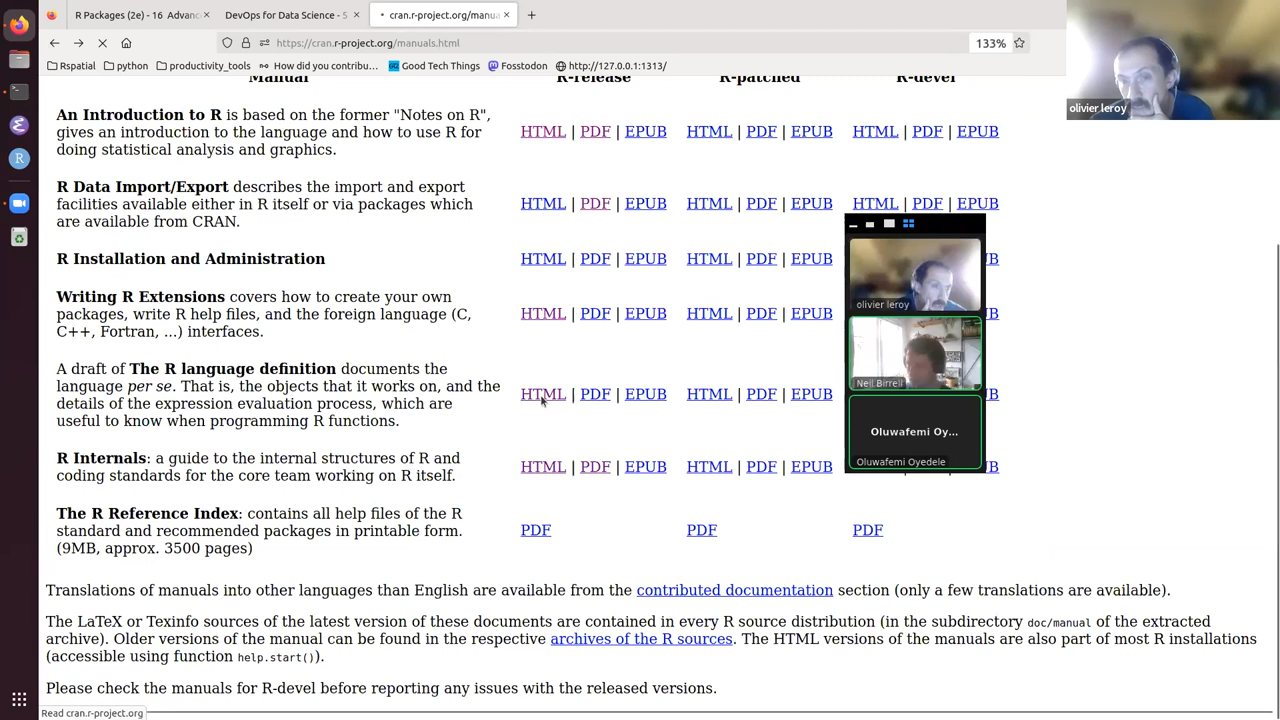 R Packages (2e) - 16 Advanc
DevOps for Data Science - 5
cran.r-project.org/manua
https://cran.r-project.org/manuals.html
133%
Rspatial
python
productivity_tools
How did you contribu...
Good Tech Things
Fosstodon
http://127.0.0.1:1313/
olivier leroy
Manual R-release R-patched R-devel
An Introduction to R is based on the former "Notes on R",
gives an introduction to the language and how to use R for
doing statistical analysis and graphics.
HTML | PDF | EPUB HTML | PDF | EPUB HTML | PDF | EPUB
R Data Import/Export describes the import and export
facilities available either in R itself or via packages which
are available from CRAN.
HTML | PDF | EPUB HTML | PDF | EPUB HTML | PDF | EPUB
R Installation and Administration
HTML | PDF | EPUB HTML | PDF | EPUB
Writing R Extensions covers how to create your own
packages, write R help files, and the foreign language (C,
C++, Fortran, ...) interfaces.
HTML | PDF | EPUB HTML | PDF | EPUB
A draft of The R language definition documents the
language per se. That is, the objects that it works on, and the
details of the expression evaluation process, which are
useful to know when programming R functions.
HTML | PDF | EPUB HTML | PDF | EPUB
R Internals: a guide to the internal structures of R and
coding standards for the core team working on R itself.
HTML | PDF | EPUB HTML | PDF | EPUB
The R Reference Index: contains all help files of the R
standard and recommended packages in printable form.
(9MB, approx. 3500 pages)
PDF PDF PDF
olivier leroy
Neil Birrell
Oluwafemi Oy...
Oluwafemi Oyedele
Translations of manuals into other languages than English are available from the contributed documentation section (only a few translations are available).
The LaTeX or Texinfo sources of the latest version of these documents are contained in every R source distribution (in the subdirectory doc/manual of the extracted
archive). Older versions of the manual can be found in the respective archives of the R sources. The HTML versions of the manuals are also part of most R installations
(accessible using function help.start()).
Please check the manuals for R-devel before reporting any issues with the released versions.
Read cran.r-project.org